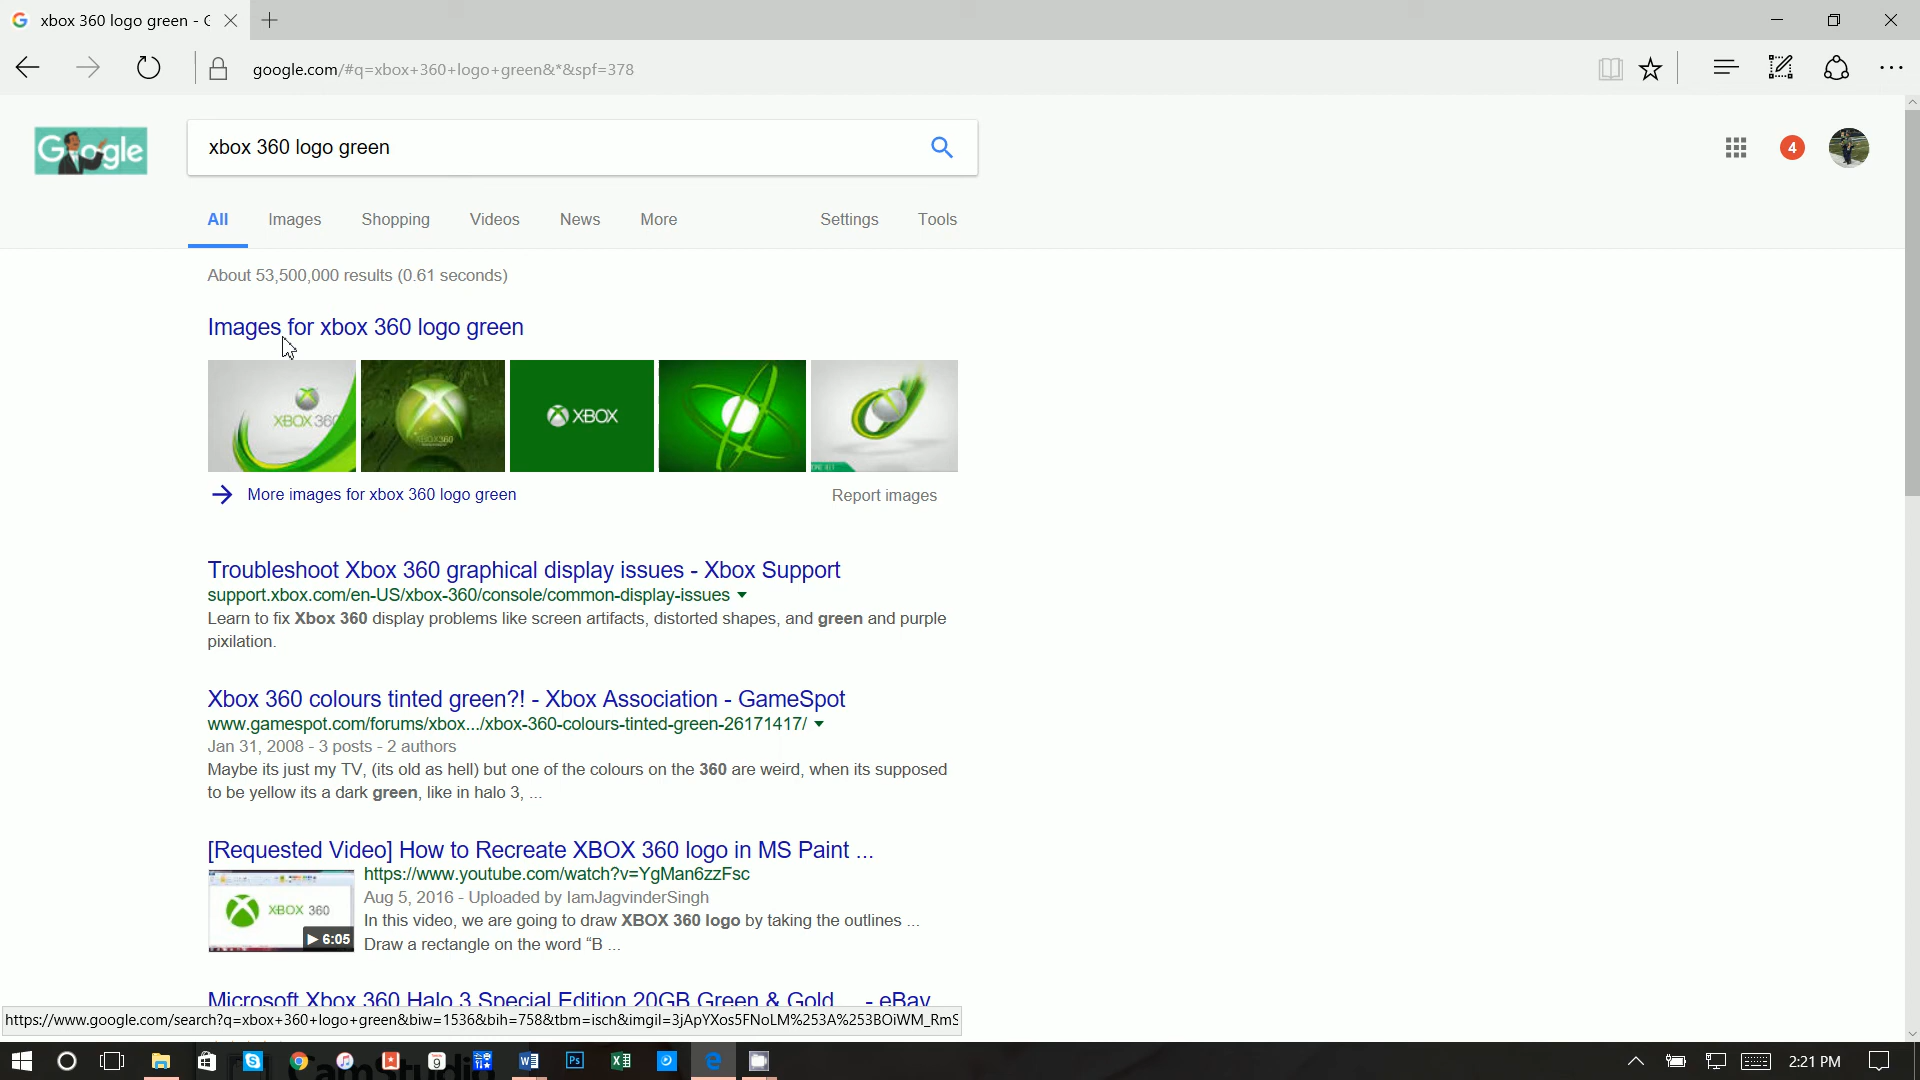 xbox 360 logo green - G
google.com/#q=xbox+360+logo+green&*&spf=378
Google
xbox 360 logo green
4
All Images Shopping Videos News More Settings Tools
About 53,500,000 results (0.61 seconds)
Images for xbox 360 logo green
XBOX 360
XBOX360
XBOX
More images for xbox 360 logo green
Report images
Troubleshoot Xbox 360 graphical display issues - Xbox Support
support.xbox.com/en-US/xbox-360/console/common-display-issues
Learn to fix Xbox 360 display problems like screen artifacts, distorted shapes, and green and purple
pixilation.
Xbox 360 colours tinted green?! - Xbox Association - GameSpot
www.gamespot.com/forums/xbox.../xbox-360-colours-tinted-green-26171417/
Jan 31, 2008 - 3 posts - 2 authors
Maybe its just my TV, (its old as hell) but one of the colours on the 360 are weird, when its supposed
to be yellow its a dark green, like in halo 3, ...
[Requested Video] How to Recreate XBOX 360 logo in MS Paint ...
XBOX 360
6:05
https://www.youtube.com/watch?v=YgMan6zzFsc
Aug 5, 2016 - Uploaded by IamJagvinderSingh
In this video, we are going to draw XBOX 360 logo by taking the outlines ...
Draw a rectangle on the word “B ...
Microsoft Xbox 360 Halo 3 Special Edition 20GB Green & Gold ... - eBay
https://www.google.com/search?q=xbox+360+logo+green&biw=1536&bih=758&tbm=isch&imgil=3jApYXos5FNoLM%253A%253BOiWM_RmS
9
Ps
CamStudio
2:21 PM